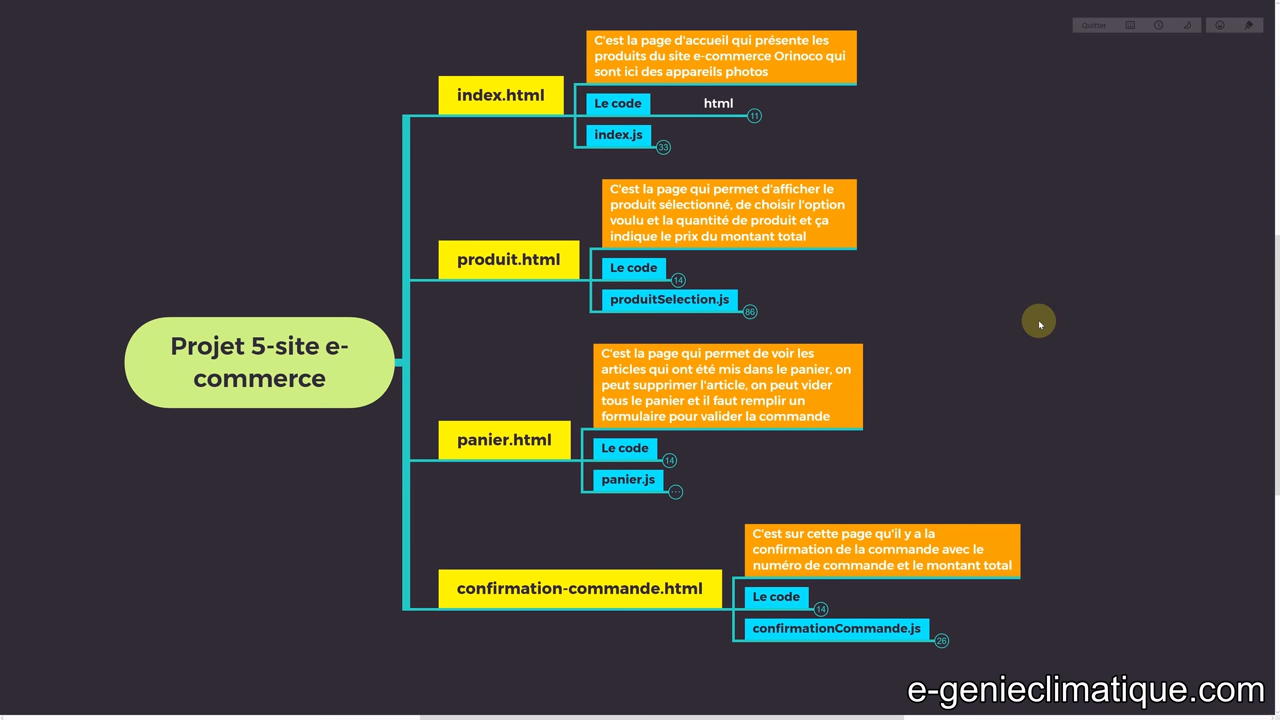 Quitter
C'est la page d'accueil qui présente les
produits du site e-commerce Orinoco qui
sont ici des appareils photos
index.html
Le code
html
11
index.js
33
C'est la page qui permet d'afficher le
produit sélectionné, de choisir l'option
voulu et la quantité de produit et ça
indique le prix du montant total
produit.html
Le code
14
produitSelection.js
86
Projet 5-site e-
commerce
C'est la page qui permet de voir les
articles qui ont été mis dans le panier, on
peut supprimer l'article, on peut vider
tous le panier et il faut remplir un
formulaire pour valider la commande
panier.html
Le code
14
panier.js
...
C'est sur cette page qu'il y a la
confirmation de la commande avec le
numéro de commande et le montant total
confirmation-commande.html
Le code
14
confirmationCommande.js
26
e-genieclimatique.com